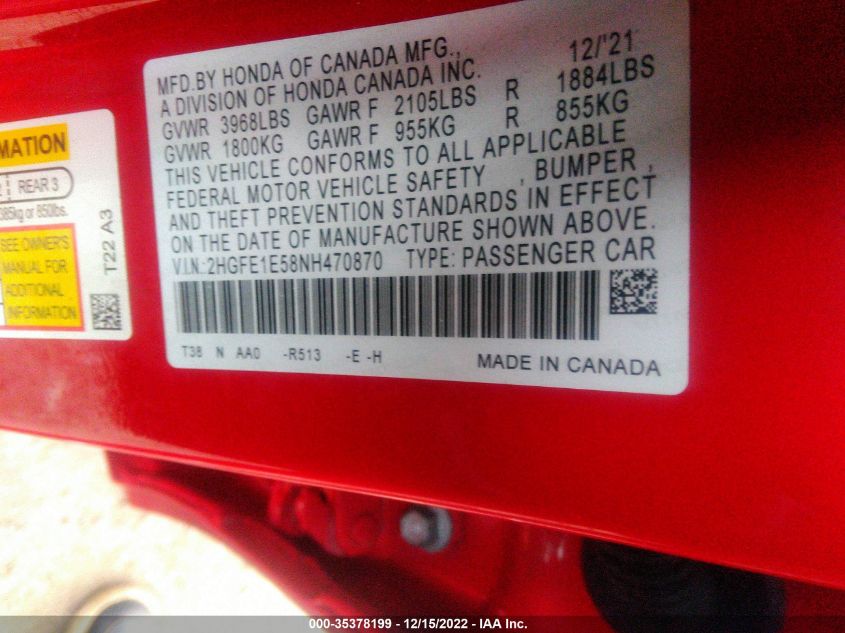 MFD.BY HONDA OF CANADA MFG., 12/'21
A DIVISION OF HONDA CANADA INC.
GVWR 3968LBS GAWR F 2105LBS R 1884LBS
GVWR 1800KG GAWR F 955KG R 855KG
THIS VEHICLE CONFORMS TO ALL APPLICABLE
FEDERAL MOTOR VEHICLE SAFETY , BUMPER ,
AND THEFT PREVENTION STANDARDS IN EFFECT
ON THE DATE OF MANUFACTURE SHOWN ABOVE.
V.I.N.:2HGFE1E58NH470870 TYPE: PASSENGER CAR
T38 N AA0 -R513 -E -H MADE IN CANADA
REAR 3
385kg or 850lbs.
SEE OWNER'S
MANUAL FOR
ADDITIONAL
INFORMATION
T22 A3
000-35378199 - 12/15/2022 - IAA Inc.